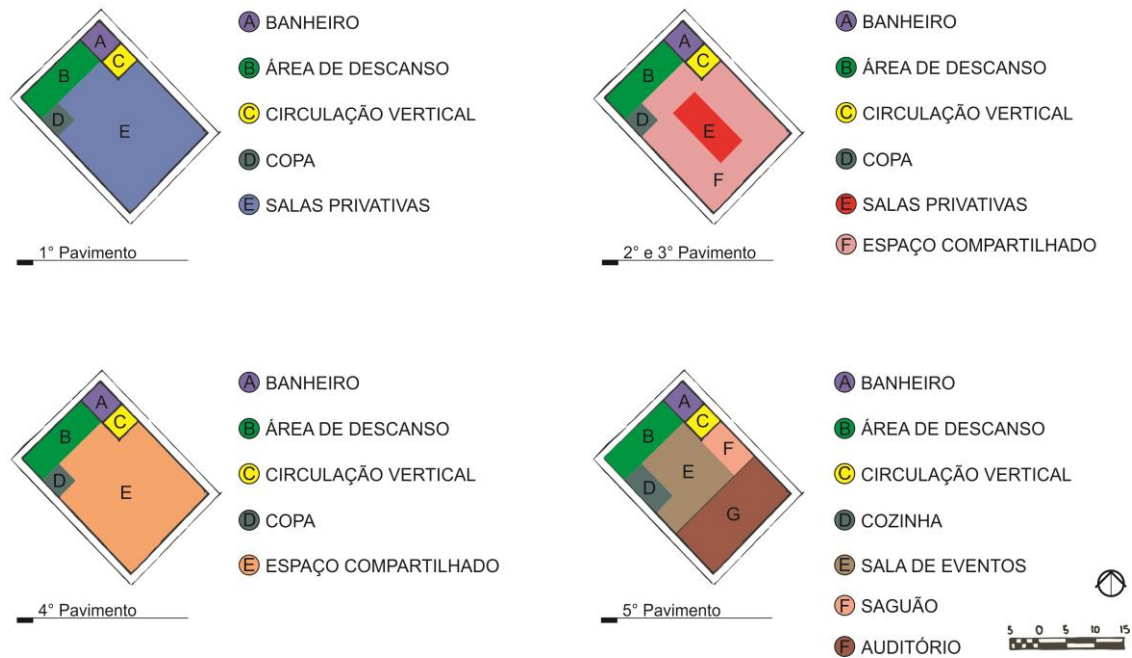 A BANHEIRO
B ÁREA DE DESCANSO
C CIRCULAÇÃO VERTICAL
D COPA
E SALAS PRIVATIVAS
A
B
C
D
E
1° Pavimento
A BANHEIRO
B ÁREA DE DESCANSO
C CIRCULAÇÃO VERTICAL
D COPA
E SALAS PRIVATIVAS
F ESPAÇO COMPARTILHADO
A
B
C
D
E
F
2° e 3° Pavimento
A BANHEIRO
B ÁREA DE DESCANSO
C CIRCULAÇÃO VERTICAL
D COPA
E ESPAÇO COMPARTILHADO
A
B
C
D
E
4° Pavimento
A BANHEIRO
B ÁREA DE DESCANSO
C CIRCULAÇÃO VERTICAL
D COZINHA
E SALA DE EVENTOS
F SAGUÃO
F AUDITÓRIO
A
B
C
F
D
E
G
5° Pavimento
5 0 5 10 15